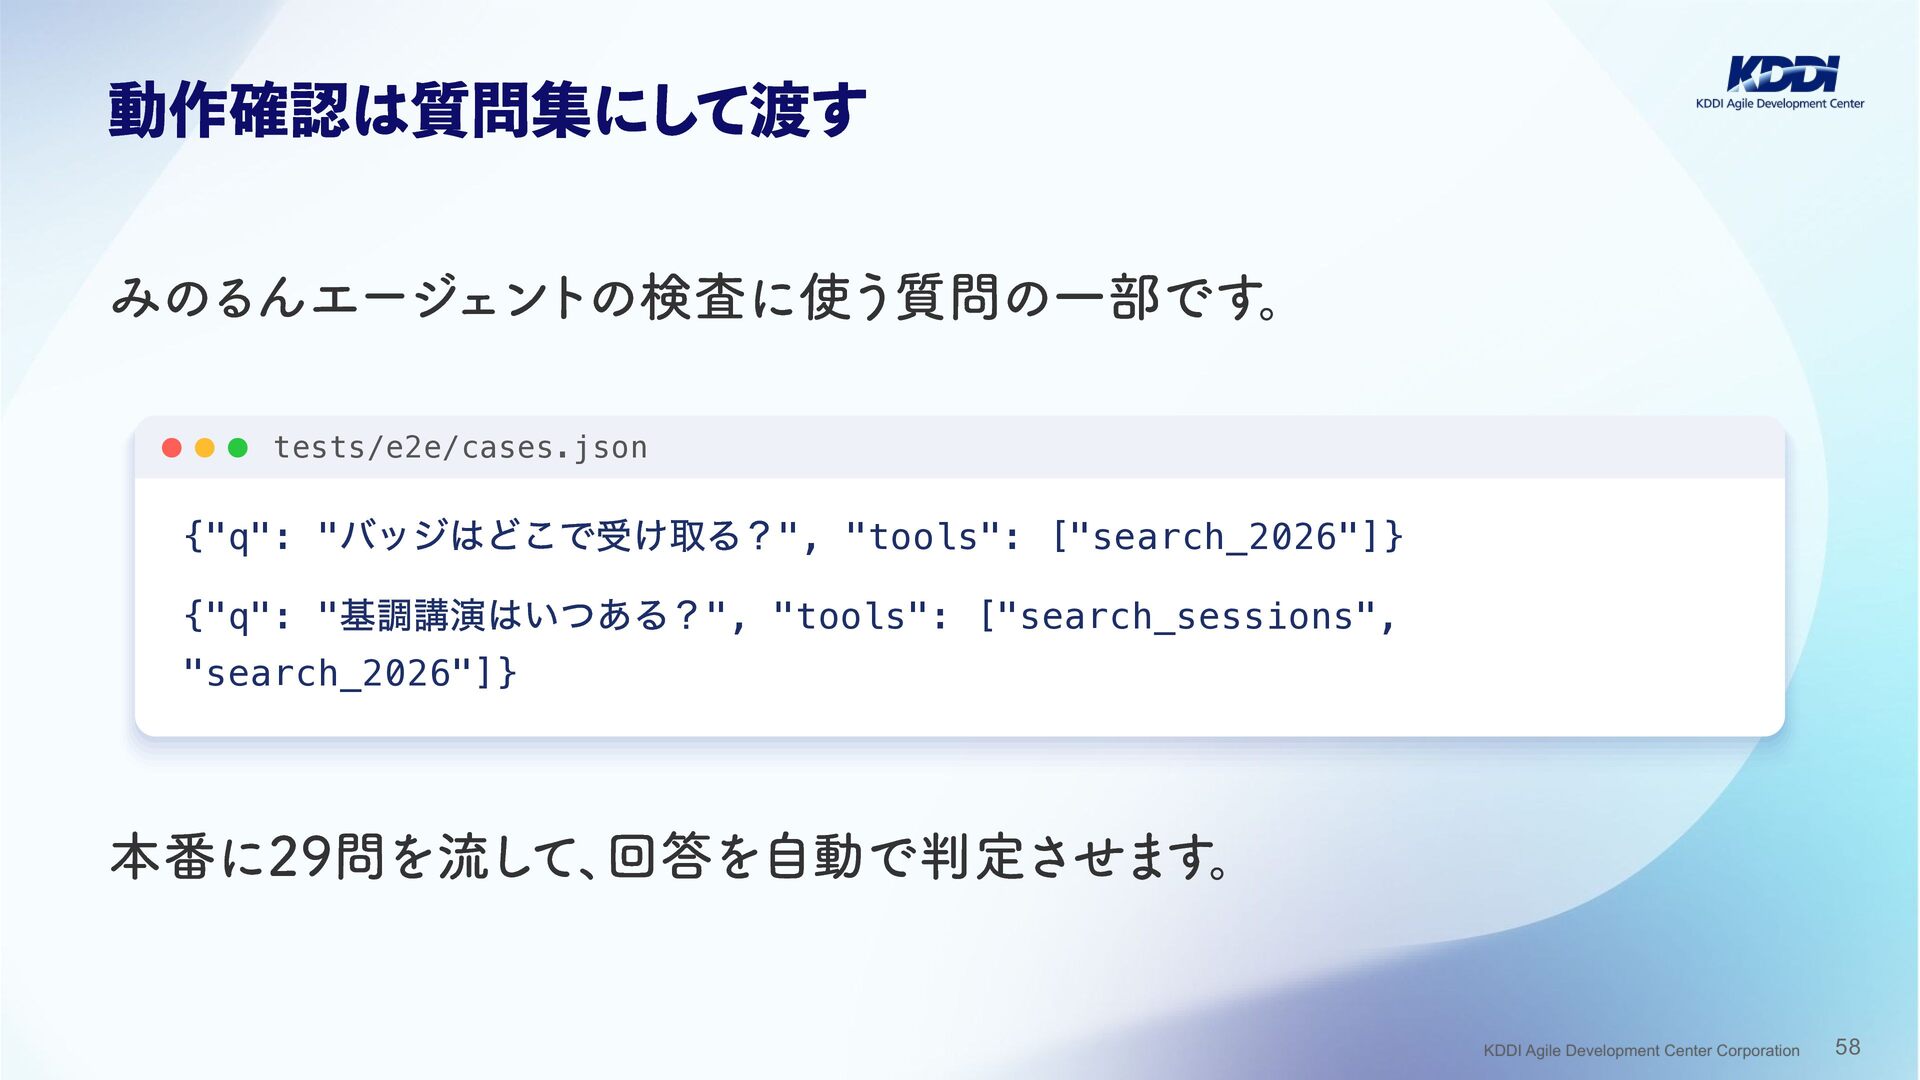 動作確認は質問集にして渡す
KDDI
KDDI Agile Development Center
みのるんエージェントの検査に使う質問の一部です。
tests/e2e/cases.json
{"q": "バッジはどこで受け取る？", "tools": ["search_2026"]}
{"q": "基調講演はいつある？", "tools": ["search_sessions",
"search_2026"]}
本番に29問を流して、回答を自動で判定させます。
KDDI Agile Development Center Corporation
58